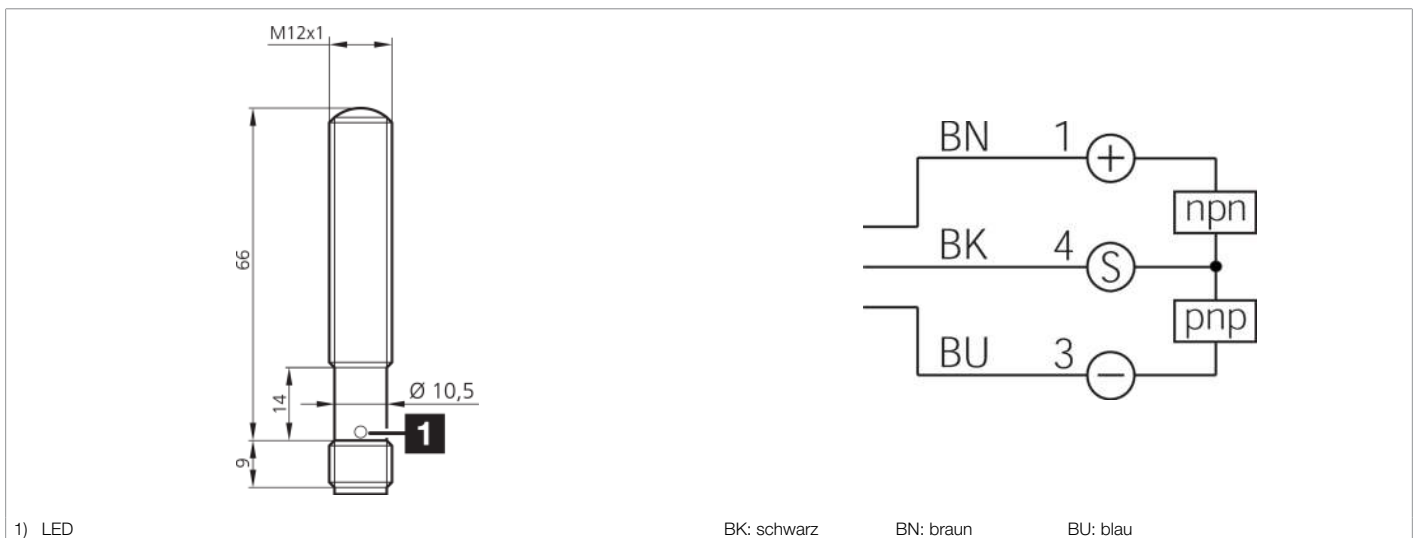 M12x1
66
14
Ø 10,5
1
9
BN 1 +
npn
BK 4 S
pnp
BU 3 −
1) LED
BK: schwarz BN: braun BU: blau